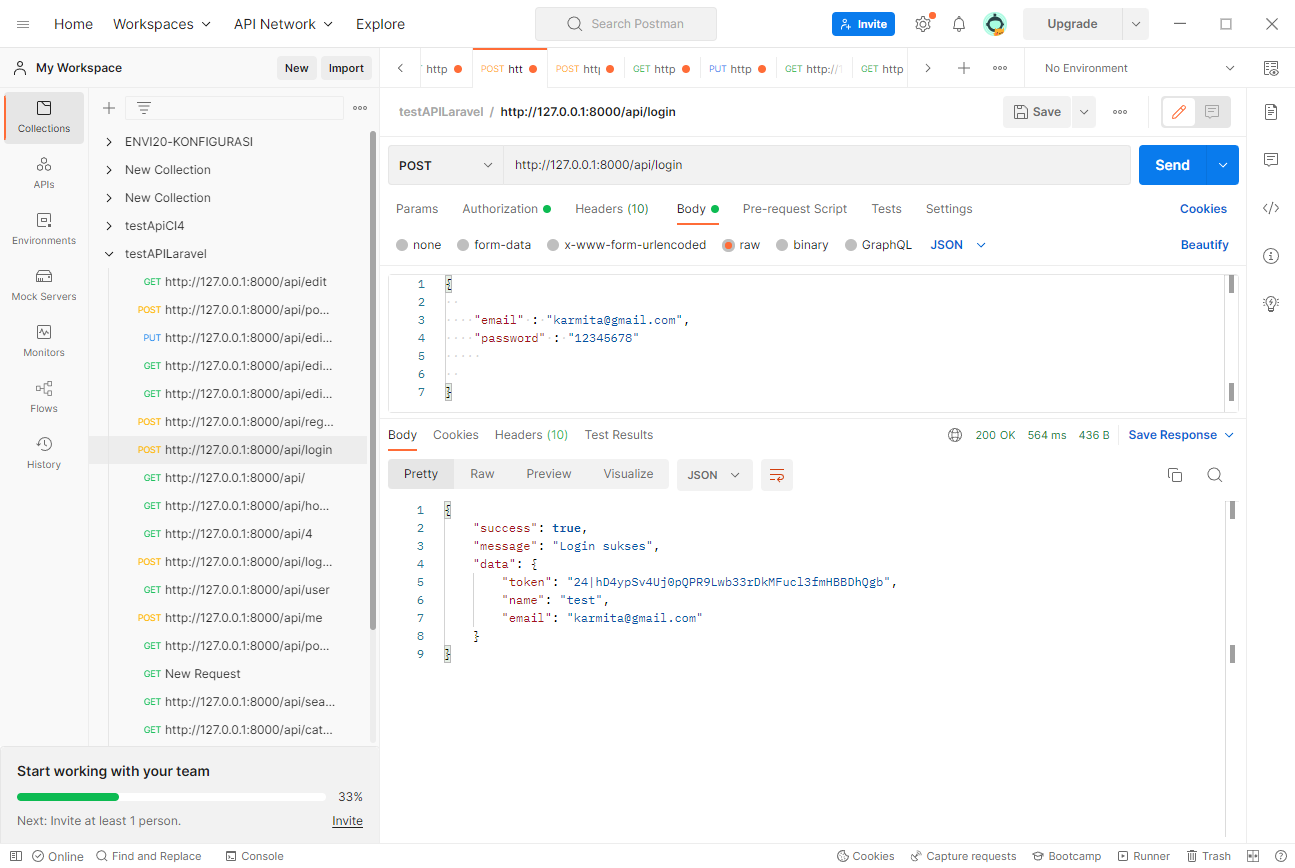 Home Workspaces API Network Explore Search Postman Invite Upgrade
My Workspace New Import
http POST htt POST http GET http PUT http GET http:// GET http No Environment
Collections
APIs
Environments
Mock Servers
Monitors
Flows
History
ENVI20-KONFIGURASI
New Collection
New Collection
testApiCI4
testAPILaravel
GET http://127.0.0.1:8000/api/edit
POST http://127.0.0.1:8000/api/po...
PUT http://127.0.0.1:8000/api/edi...
GET http://127.0.0.1:8000/api/edi...
GET http://127.0.0.1:8000/api/edi...
POST http://127.0.0.1:8000/api/reg...
POST http://127.0.0.1:8000/api/login
GET http://127.0.0.1:8000/api/
GET http://127.0.0.1:8000/api/ho...
GET http://127.0.0.1:8000/api/4
POST http://127.0.0.1:8000/api/log...
GET http://127.0.0.1:8000/api/user
POST http://127.0.0.1:8000/api/me
GET http://127.0.0.1:8000/api/po...
GET New Request
GET http://127.0.0.1:8000/api/sea...
GET http://127.0.0.1:8000/api/cat...
Start working with your team
33%
Next: Invite at least 1 person. Invite
testAPILaravel / http://127.0.0.1:8000/api/login Save
POST http://127.0.0.1:8000/api/login Send
Params Authorization Headers (10) Body Pre-request Script Tests Settings Cookies
none form-data x-www-form-urlencoded raw binary GraphQL JSON Beautify
1 {
2
3 "email" : "karmita@gmail.com",
4 "password" : "12345678"
5
6
7 }
Body Cookies Headers (10) Test Results 200 OK 564 ms 436 B Save Response
Pretty Raw Preview Visualize JSON
1 {
2 "success": true,
3 "message": "Login sukses",
4 "data": {
5 "token": "24|hD4ypSv4Uj0pQPR9Lwb33rDkMFucl3fmHBBDhQgb",
6 "name": "test",
7 "email": "karmita@gmail.com"
8 }
9 }
Online Find and Replace Console Cookies Capture requests Bootcamp Runner Trash